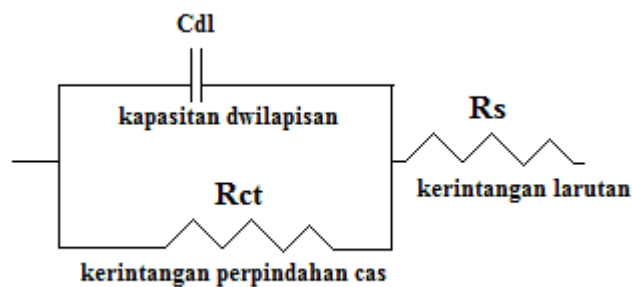 Cdl
kapasitan dwilapisan
Rs
kerintangan larutan
Rct
kerintangan perpindahan cas